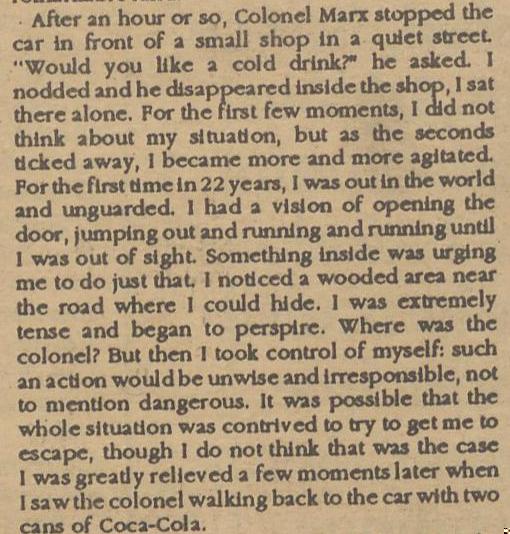 After an hour or so, Colonel Marx stopped the
car in front of a small shop in a quiet street.
"Would you like a cold drink?" he asked. I
nodded and he disappeared inside the shop, I sat
there alone. For the first few moments, I did not
think about my situation, but as the seconds
ticked away, I became more and more agitated.
For the first time in 22 years, I was out in the world
and unguarded. I had a vision of opening the
door, jumping out and running and running until
I was out of sight. Something inside was urging
me to do just that. I noticed a wooded area near
the road where I could hide. I was extremely
tense and began to perspire. Where was the
colonel? But then I took control of myself: such
an action would be unwise and irresponsible, not
to mention dangerous. It was possible that the
whole situation was contrived to try to get me to
escape, though I do not think that was the case
I was greatly relieved a few moments later when
I saw the colonel walking back to the car with two
cans of Coca-Cola.